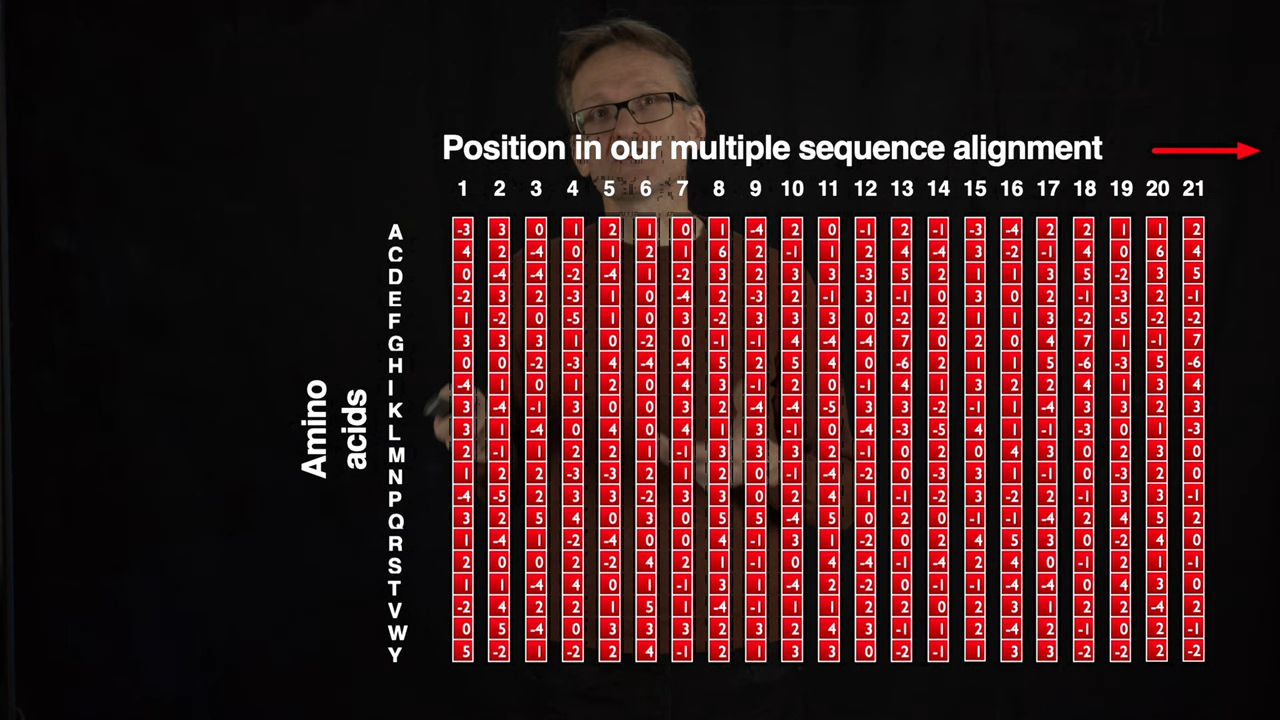 Position in our multiple sequence alignment
1 2 3 4 5 6 7 8 9 10 11 12 13 14 15 16 17 18 19 20 21
A -3 3 0 1 2 1 0 1 -4 2 0 -1 2 -1 -3 -4 2 2 1 1 2
C 4 2 -4 0 1 2 1 6 2 -1 1 2 4 -4 3 -2 -1 4 0 6 4
D 0 -4 -4 -2 -4 1 -2 3 2 3 3 -3 5 2 1 1 3 5 -2 3 5
E -2 3 2 -3 1 0 -4 2 -3 2 -1 3 -1 0 3 0 2 -1 -3 2 -1
F 1 -2 0 -5 1 0 3 -2 3 3 3 0 -2 2 1 1 3 -2 -5 -2 -2
G 3 3 3 1 0 -2 0 -1 -1 4 -4 -4 7 0 2 0 4 7 1 -1 7
H 0 0 -2 -3 4 -4 -4 5 2 5 4 0 -6 2 1 1 5 -6 -3 5 -6
I -4 1 0 1 2 0 4 3 -1 2 0 -1 4 1 3 2 2 4 1 3 4
K 3 -4 -1 3 0 0 3 2 -4 -4 -5 3 3 -2 -1 1 -4 3 3 2 3
L 3 1 -4 0 4 0 4 1 3 -1 0 -4 -3 -5 4 1 -1 -3 0 1 -3
M 2 -1 1 2 2 1 -1 3 3 3 2 -1 0 -2 0 4 3 0 2 3 0
N 1 2 2 -3 -3 2 1 2 0 -1 -4 -2 0 -3 3 1 -1 0 -3 2 0
P -4 -5 2 3 3 -2 3 3 0 2 4 1 -1 -2 3 -2 2 -1 3 3 -1
Q 3 2 5 4 0 3 0 5 5 -4 5 0 2 0 -1 -1 -4 2 4 5 2
R 1 -4 1 -2 -4 0 0 4 -1 3 1 -2 0 2 4 5 3 0 2 4 0
S 2 0 0 2 -2 4 2 1 -1 0 4 -4 -1 -4 2 4 0 -1 2 1 -1
T 1 1 -4 4 0 1 -1 3 1 -4 2 -2 0 -1 -1 -4 -4 0 4 3 0
V -2 4 2 2 1 5 1 -4 -1 1 1 2 2 0 2 3 1 2 2 -4 2
W 0 5 -4 0 3 3 3 2 3 2 4 3 -1 1 2 -4 2 -1 0 2 -1
Y 5 -2 1 -2 2 4 -1 2 1 3 3 0 -2 -1 1 3 3 -2 -2 2 -2
Amino
acids